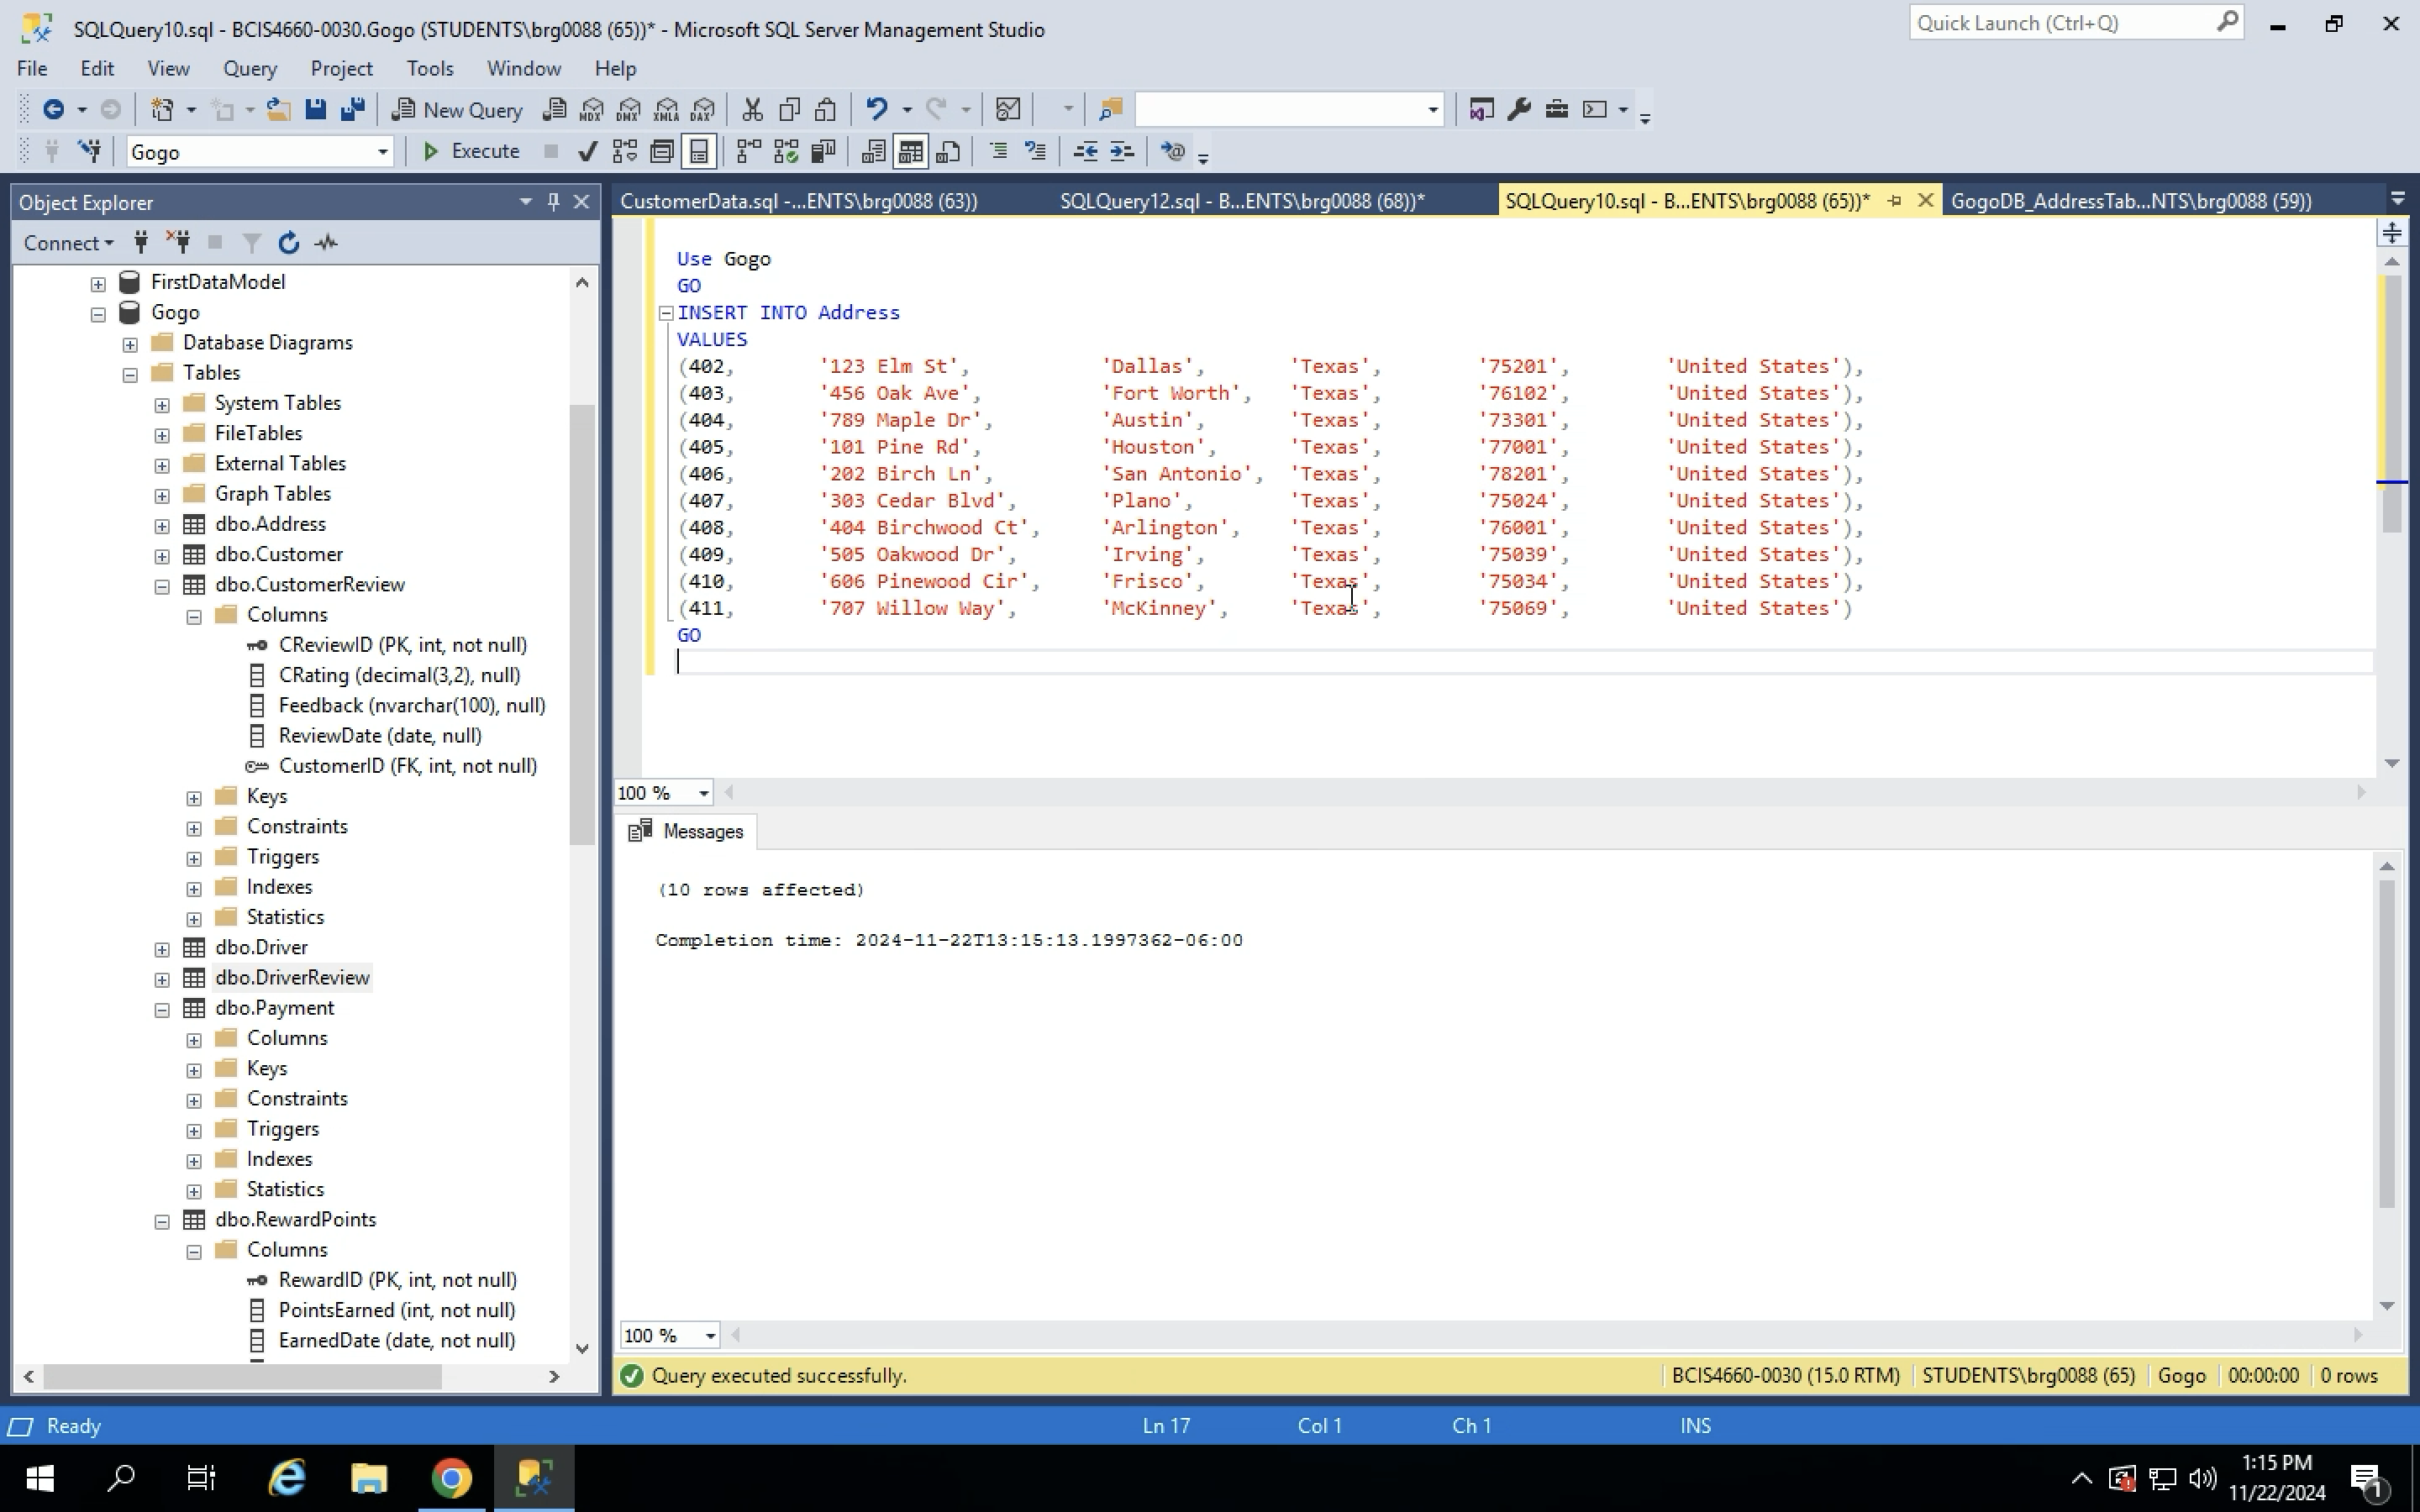 SQLQuery10.sql - BCIS4660-0030.Gogo (STUDENTS\brg0088 (65))* - Microsoft SQL Server Management Studio
Quick Launch (Ctrl+Q)
File Edit View Query Project Tools Window Help
New Query MDX DMX XMLA DAX
Gogo Execute
Object Explorer
CustomerData.sql -...ENTS\brg0088 (63)) SQLQuery12.sql - B...ENTS\brg0088 (68))* SQLQuery10.sql - B...ENTS\brg0088 (65))* GogoDB_AddressTab...NTS\brg0088 (59))
Connect
FirstDataModel
Gogo
Database Diagrams
Tables
System Tables
FileTables
External Tables
Graph Tables
dbo.Address
dbo.Customer
dbo.CustomerReview
Columns
CReviewID (PK, int, not null)
CRating (decimal(3,2), null)
Feedback (nvarchar(100), null)
ReviewDate (date, null)
CustomerID (FK, int, not null)
Keys
Constraints
Triggers
Indexes
Statistics
dbo.Driver
dbo.DriverReview
dbo.Payment
Columns
Keys
Constraints
Triggers
Indexes
Statistics
dbo.RewardPoints
Columns
RewardID (PK, int, not null)
PointsEarned (int, not null)
EarnedDate (date, not null)
Use Gogo
GO
INSERT INTO Address
VALUES
(402, '123 Elm St', 'Dallas', 'Texas', '75201', 'United States'),
(403, '456 Oak Ave', 'Fort Worth', 'Texas', '76102', 'United States'),
(404, '789 Maple Dr', 'Austin', 'Texas', '73301', 'United States'),
(405, '101 Pine Rd', 'Houston', 'Texas', '77001', 'United States'),
(406, '202 Birch Ln', 'San Antonio', 'Texas', '78201', 'United States'),
(407, '303 Cedar Blvd', 'Plano', 'Texas', '75024', 'United States'),
(408, '404 Birchwood Ct', 'Arlington', 'Texas', '76001', 'United States'),
(409, '505 Oakwood Dr', 'Irving', 'Texas', '75039', 'United States'),
(410, '606 Pinewood Cir', 'Frisco', 'Texas', '75034', 'United States'),
(411, '707 Willow Way', 'McKinney', 'Texas', '75069', 'United States')
GO
100 %
Messages
(10 rows affected)
Completion time: 2024-11-22T13:15:13.1997362-06:00
100 %
Query executed successfully. BCIS4660-0030 (15.0 RTM) STUDENTS\brg0088 (65) Gogo 00:00:00 0 rows
Ready Ln 17 Col 1 Ch 1 INS
1:15 PM
11/22/2024
1